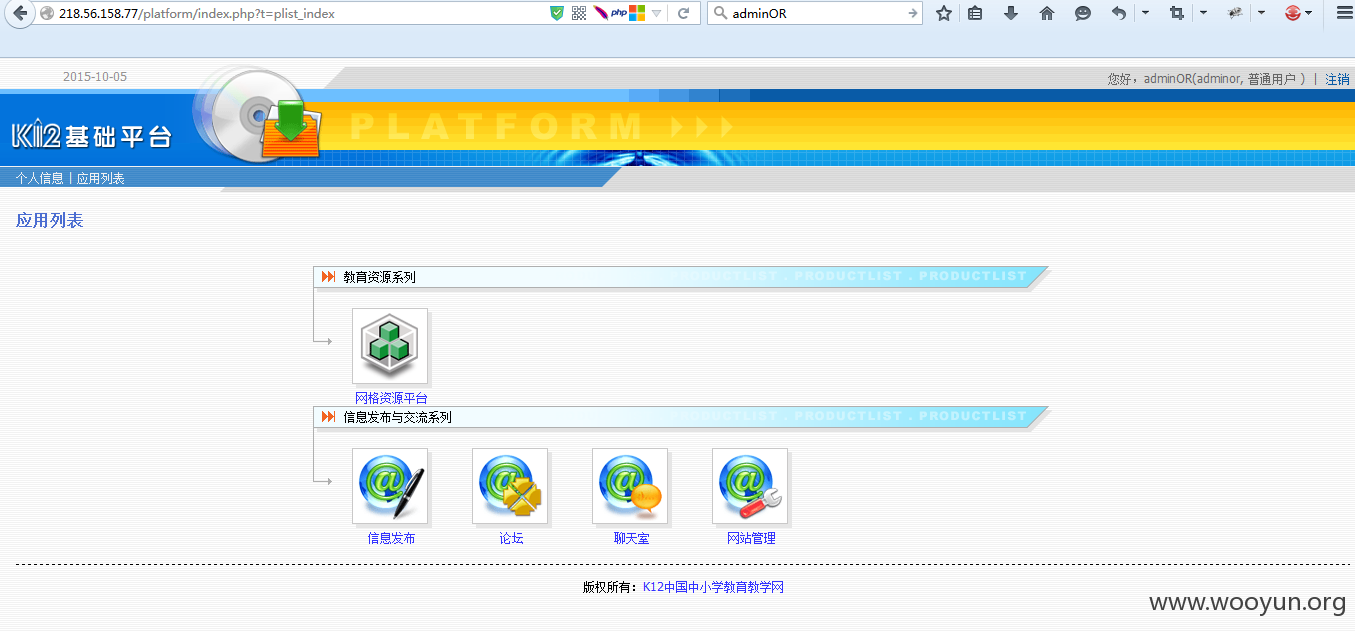 218.56.158.77/platform/index.php?t=plist_index
php
adminOR
2015-10-05
您好，adminOR(adminor, 普通用户 ) | 注销
K12基础平台
PLATFORM
个人信息 | 应用列表
应用列表
教育资源系列
PRODUCTLIST . PRODUCTLIST . PRODUCTLIST
网格资源平台
信息发布与交流系列
PRODUCTLIST . PRODUCTLIST . PRODUCTLIST
信息发布 论坛 聊天室 网站管理
版权所有：K12中国中小学教育教学网
www.wooyun.org